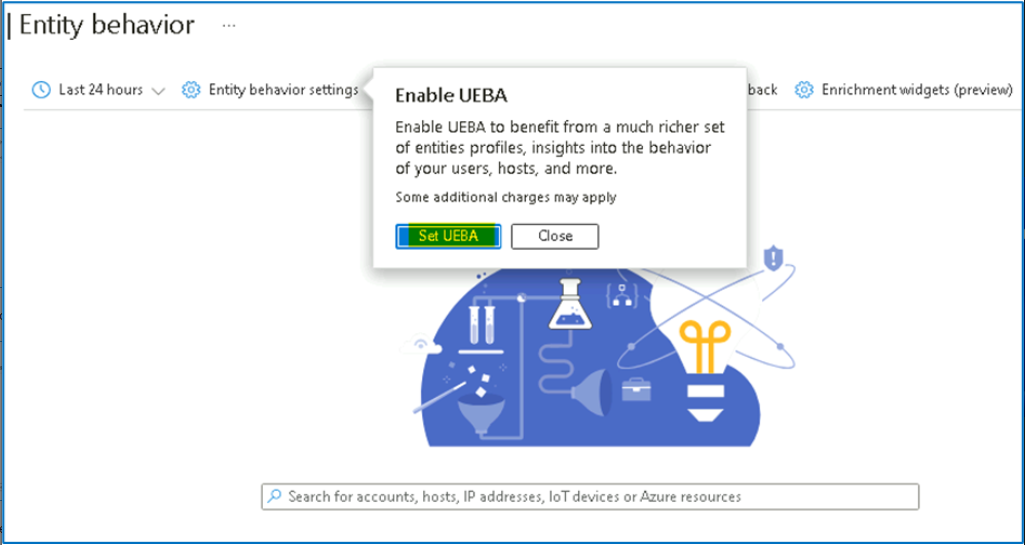 | Entity behavior ...
Last 24 hours
Entity behavior settings
back
Enrichment widgets (preview)
Enable UEBA
Enable UEBA to benefit from a much richer set
of entities profiles, insights into the behavior
of your users, hosts, and more.
Some additional charges may apply
Set UEBA
Close
Search for accounts, hosts, IP addresses, IoT devices or Azure resources